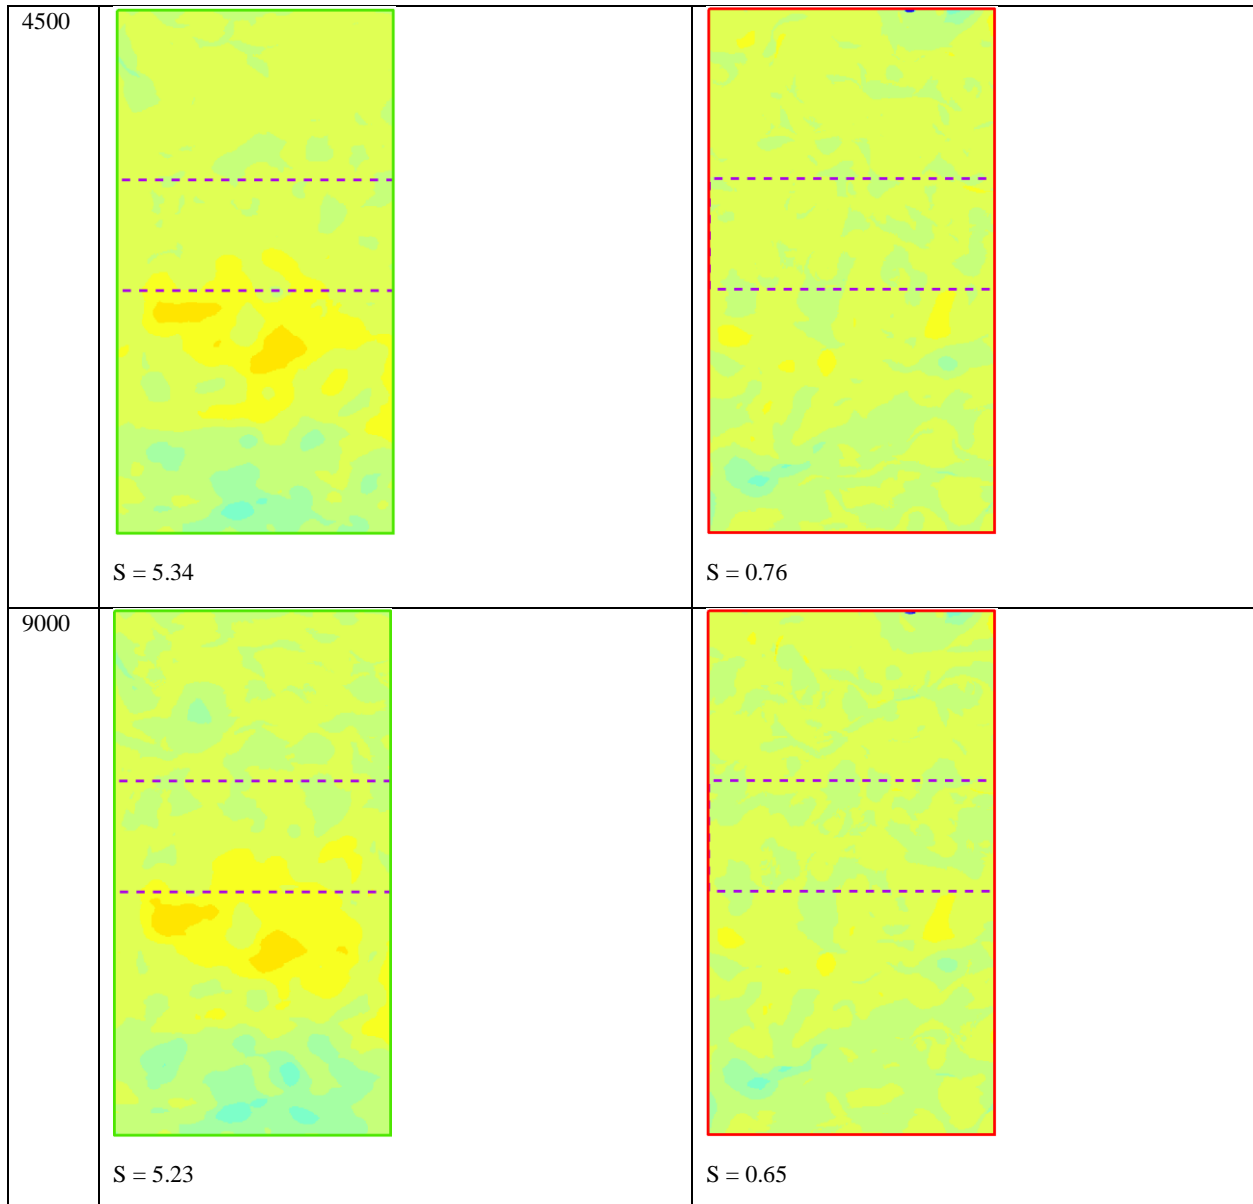 4500
S = 5.34
S = 0.76
9000
S = 5.23
S = 0.65